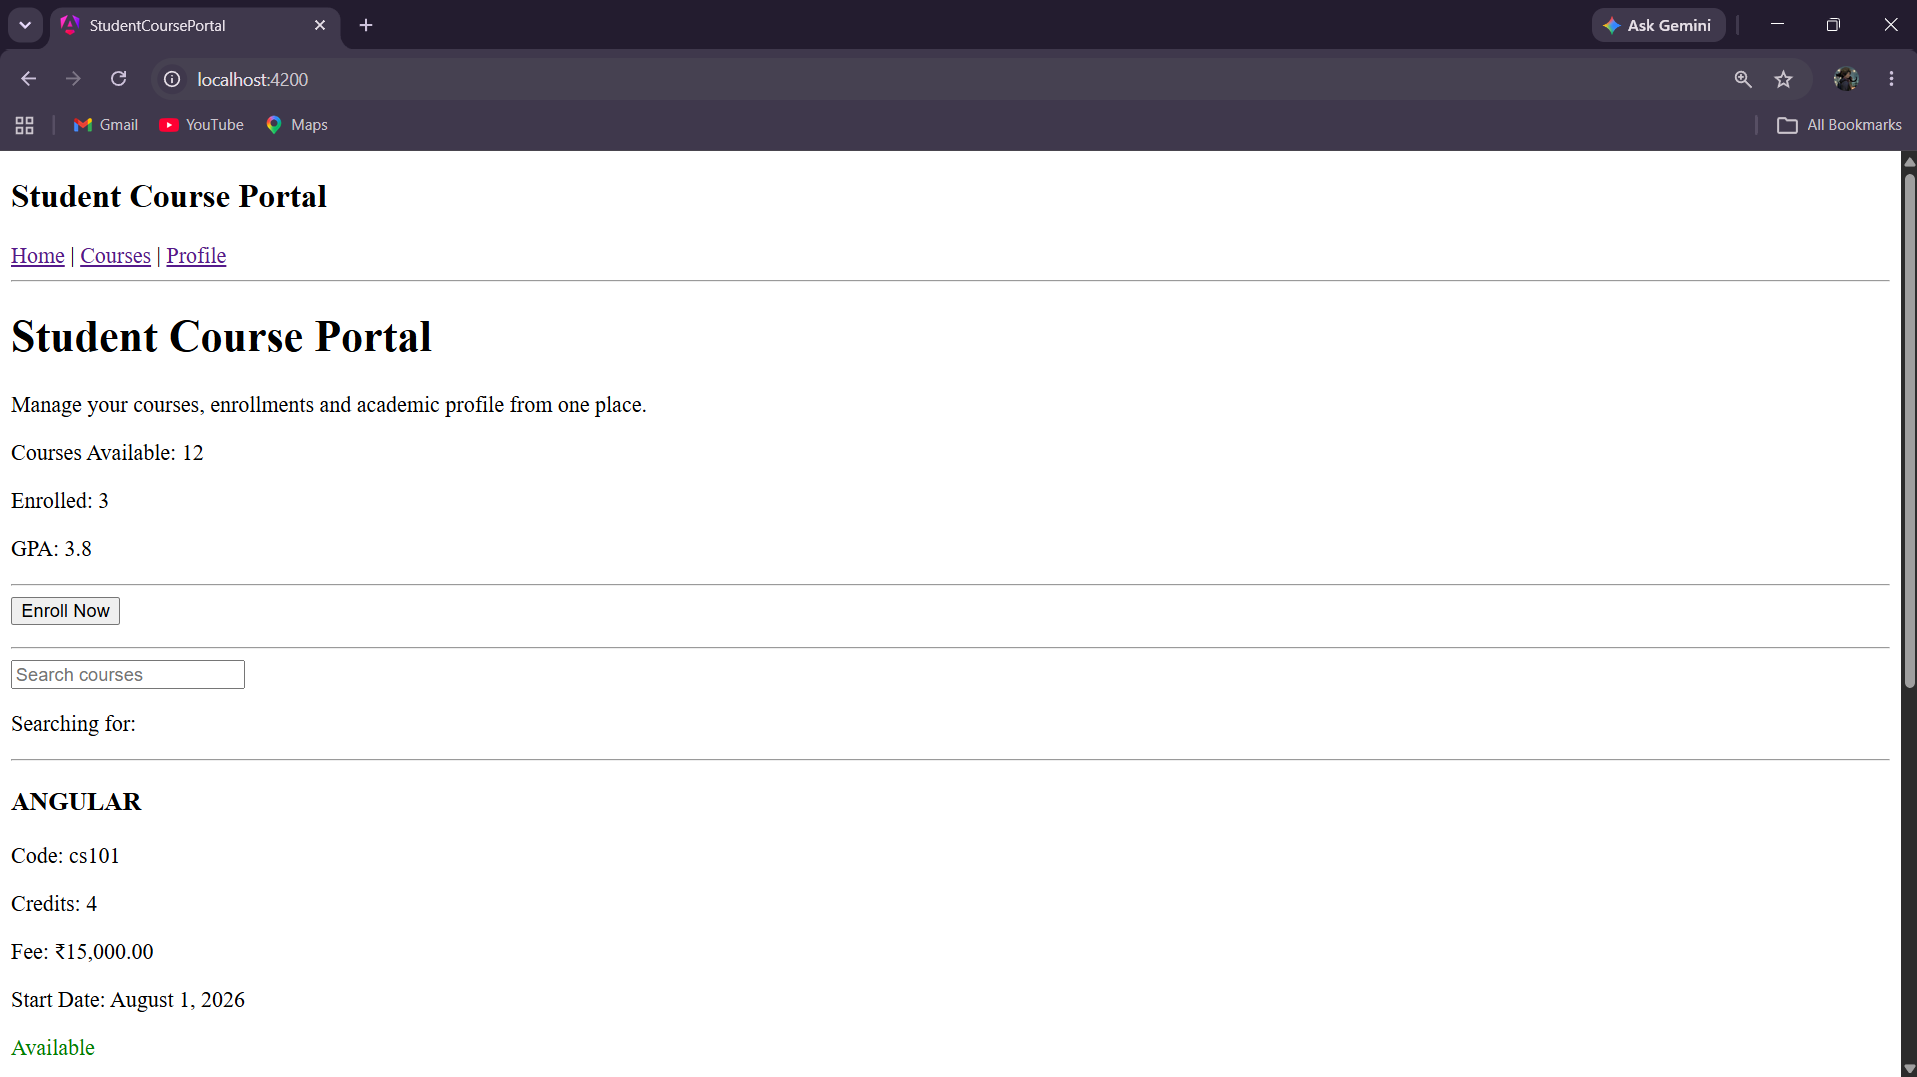 StudentCoursePortal
Ask Gemini
localhost:4200
Gmail YouTube Maps All Bookmarks
Student Course Portal
Home | Courses | Profile
Student Course Portal
Manage your courses, enrollments and academic profile from one place.
Courses Available: 12
Enrolled: 3
GPA: 3.8
Enroll Now
Search courses
Searching for:
ANGULAR
Code: cs101
Credits: 4
Fee: ₹15,000.00
Start Date: August 1, 2026
Available